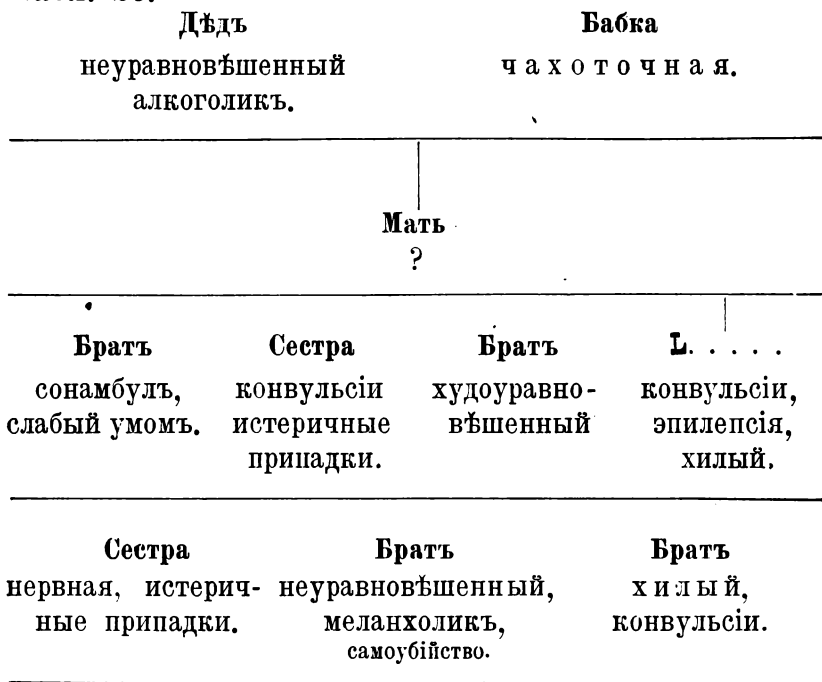 Дѣдъ Бабка
неуравновѣшенный чахоточная.
алкоголикъ.
Мать
?
Братъ Сестра Братъ L. . . . .
сонамбулъ, конвульсіи худоуравно- конвульсіи,
слабый умомъ. истеричные вѣшенный эпилепсія,
припадки. хилый.
Сестра Братъ Братъ
нервная, истерич- неуравновѣшенный, хилый,
ные припадки. меланхоликъ, конвульсіи.
самоубійство.